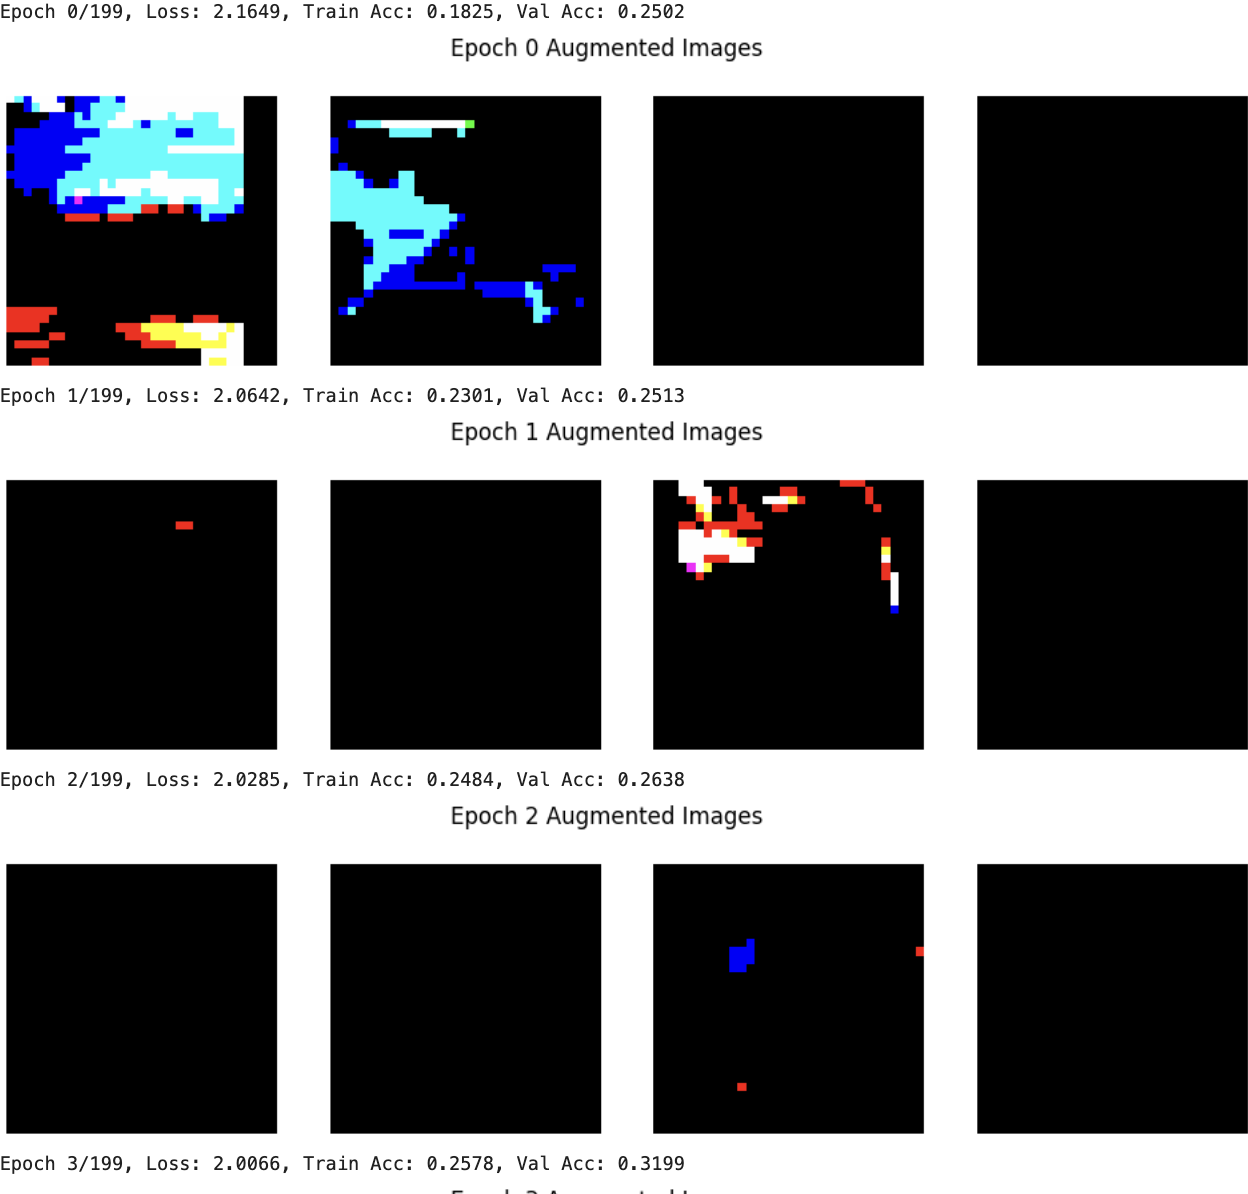 Epoch 0/199, Loss: 2.1649, Train Acc: 0.1825, Val Acc: 0.2502
Epoch 0 Augmented Images
Epoch 1/199, Loss: 2.0642, Train Acc: 0.2301, Val Acc: 0.2513
Epoch 1 Augmented Images
Epoch 2/199, Loss: 2.0285, Train Acc: 0.2484, Val Acc: 0.2638
Epoch 2 Augmented Images
Epoch 3/199, Loss: 2.0066, Train Acc: 0.2578, Val Acc: 0.3199